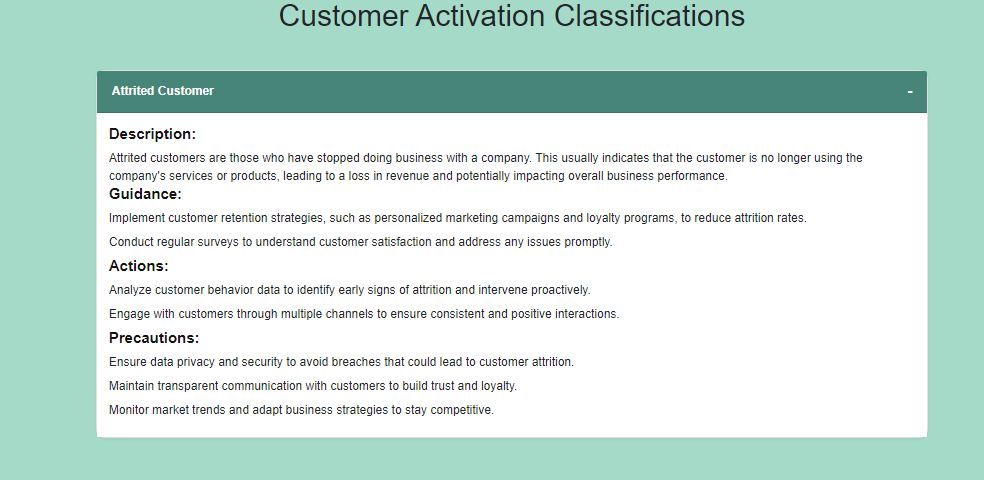 Customer Activation Classifications
Attrited Customer
-
Description:
Attrited customers are those who have stopped doing business with a company. This usually indicates that the customer is no longer using the
company's services or products, leading to a loss in revenue and potentially impacting overall business performance.
Guidance:
Implement customer retention strategies, such as personalized marketing campaigns and loyalty programs, to reduce attrition rates.
Conduct regular surveys to understand customer satisfaction and address any issues promptly.
Actions:
Analyze customer behavior data to identify early signs of attrition and intervene proactively.
Engage with customers through multiple channels to ensure consistent and positive interactions.
Precautions:
Ensure data privacy and security to avoid breaches that could lead to customer attrition.
Maintain transparent communication with customers to build trust and loyalty.
Monitor market trends and adapt business strategies to stay competitive.